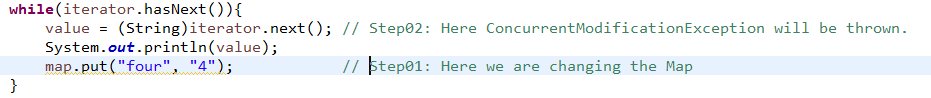 while(iterator.hasNext()){
value = (String)iterator.next(); // Step02: Here ConcurrentModificationException will be thrown.
System.out.println(value);
map.put("four", "4"); // Step01: Here we are changing the Map
}